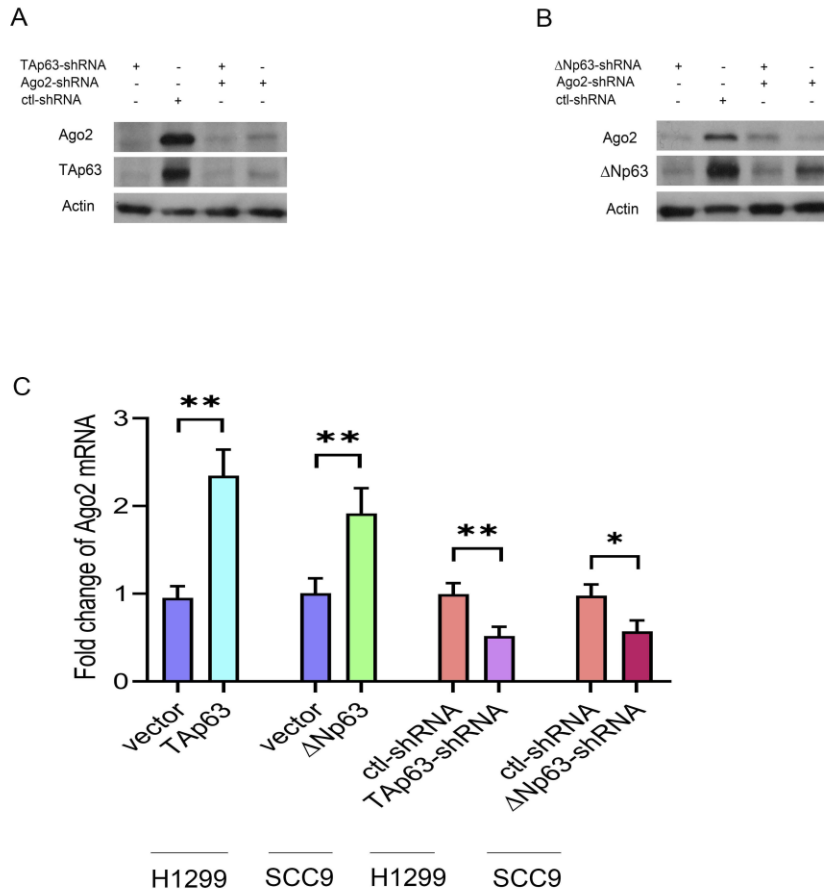 A
TAp63-shRNA + - + -
Ago2-shRNA - - + +
ctl-shRNA - + - -
Ago2
TAp63
Actin
B
ΔNp63-shRNA + - + -
Ago2-shRNA - - + +
ctl-shRNA - + - -
Ago2
ΔNp63
Actin
C
Fold change of Ago2 mRNA
3
2
1
0
**
**
**
*
vector
TAp63
vector
ΔNp63
ctl-shRNA
TAp63-shRNA
ctl-shRNA
ΔNp63-shRNA
H1299
SCC9
H1299
SCC9